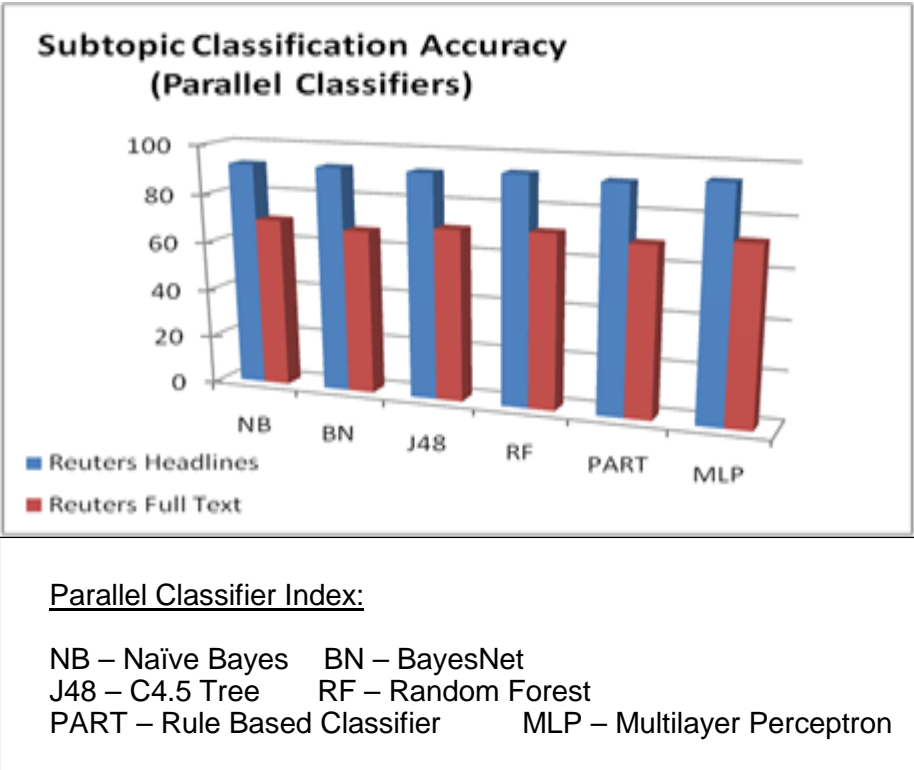 Subtopic Classification Accuracy
(Parallel Classifiers)
100
80
60
40
20
0
NB
BN
J48
RF
PART
MLP
Reuters Headlines
Reuters Full Text
Parallel Classifier Index:
NB – Naïve Bayes BN – BayesNet
J48 – C4.5 Tree RF – Random Forest
PART – Rule Based Classifier MLP – Multilayer Perceptron